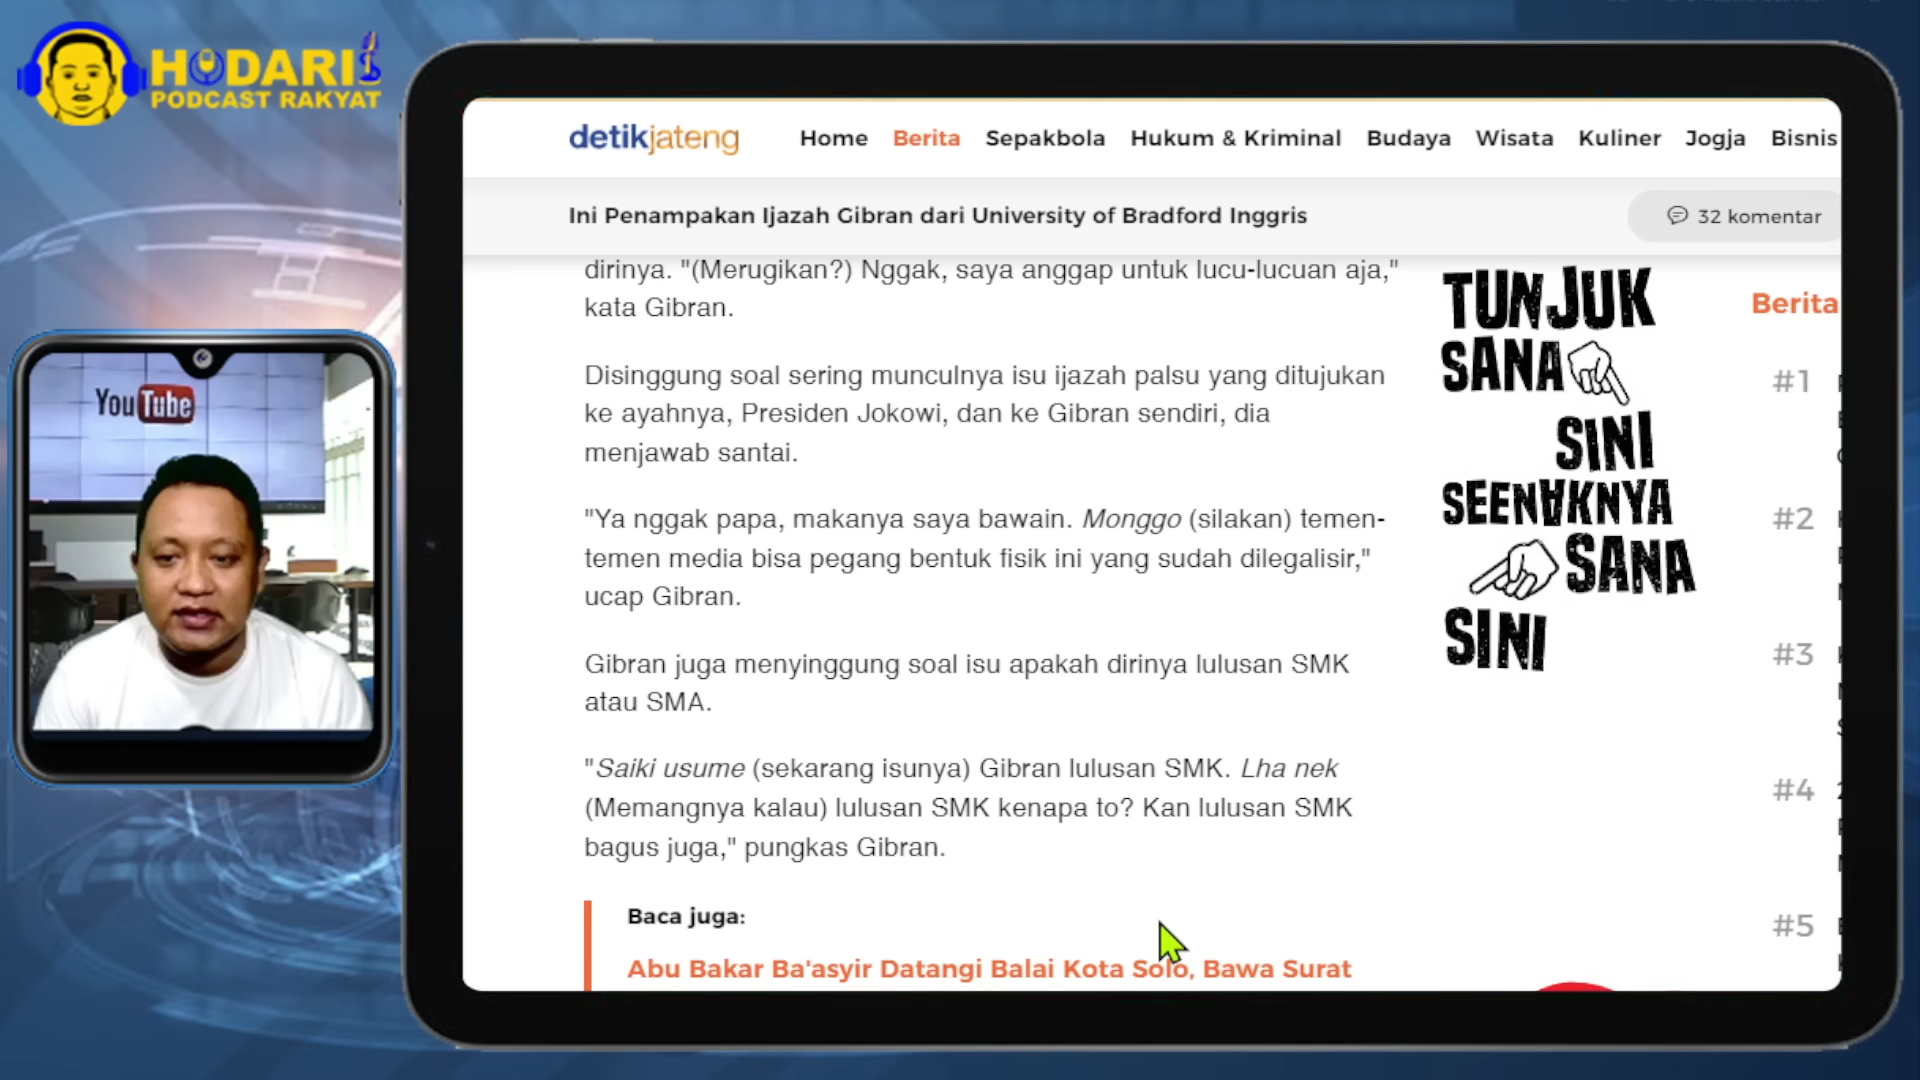 HODARI
PODCAST RAKYAT
YouTube
detikjateng
Home Berita Sepakbola Hukum & Kriminal Budaya Wisata Kuliner Jogja Bisnis
Ini Penampakan Ijazah Gibran dari University of Bradford Inggris
32 komentar
dirinya. "(Merugikan?) Nggak, saya anggap untuk lucu-lucuan aja,"
kata Gibran.
Disinggung soal sering munculnya isu ijazah palsu yang ditujukan
ke ayahnya, Presiden Jokowi, dan ke Gibran sendiri, dia
menjawab santai.
"Ya nggak papa, makanya saya bawain. Monggo (silakan) temen-
temen media bisa pegang bentuk fisik ini yang sudah dilegalisir,"
ucap Gibran.
Gibran juga menyinggung soal isu apakah dirinya lulusan SMK
atau SMA.
"Saiki usume (sekarang isunya) Gibran lulusan SMK. Lha nek
(Memangnya kalau) lulusan SMK kenapa to? Kan lulusan SMK
bagus juga," pungkas Gibran.
Baca juga:
Abu Bakar Ba'asyir Datangi Balai Kota Solo, Bawa Surat
TUNJUK
SANA
SINI
SEENAKNYA
SANA
SINI
Berita
#1
#2
#3
#4
#5